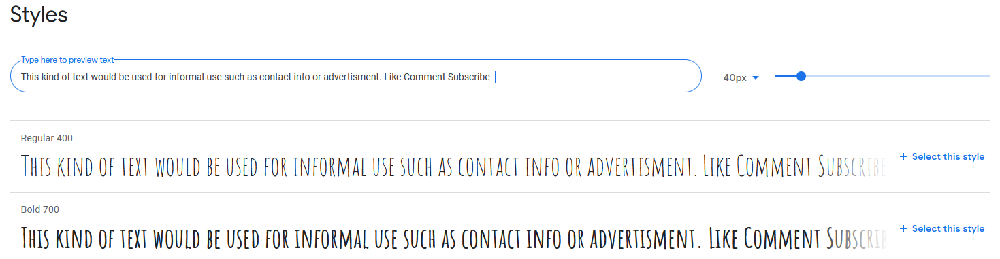 Styles
Type here to preview text
This kind of text would be used for informal use such as contact info or advertisment. Like Comment Subscribe
40px
Regular 400
This kind of text would be used for informal use such as contact info or advertisment. Like Comment Subscribe
+ Select this style
Bold 700
This kind of text would be used for informal use such as contact info or advertisment. Like Comment Subscrib
+ Select this style